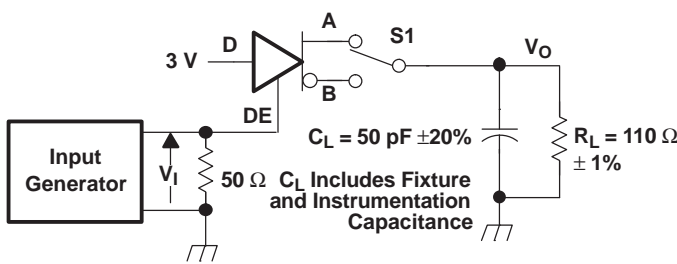 A
S1
VO
D
3 V
B
DE
CL = 50 pF ±20%
RL = 110 Ω
± 1%
Input
Generator
VI
50 Ω
CL Includes Fixture
and Instrumentation
Capacitance